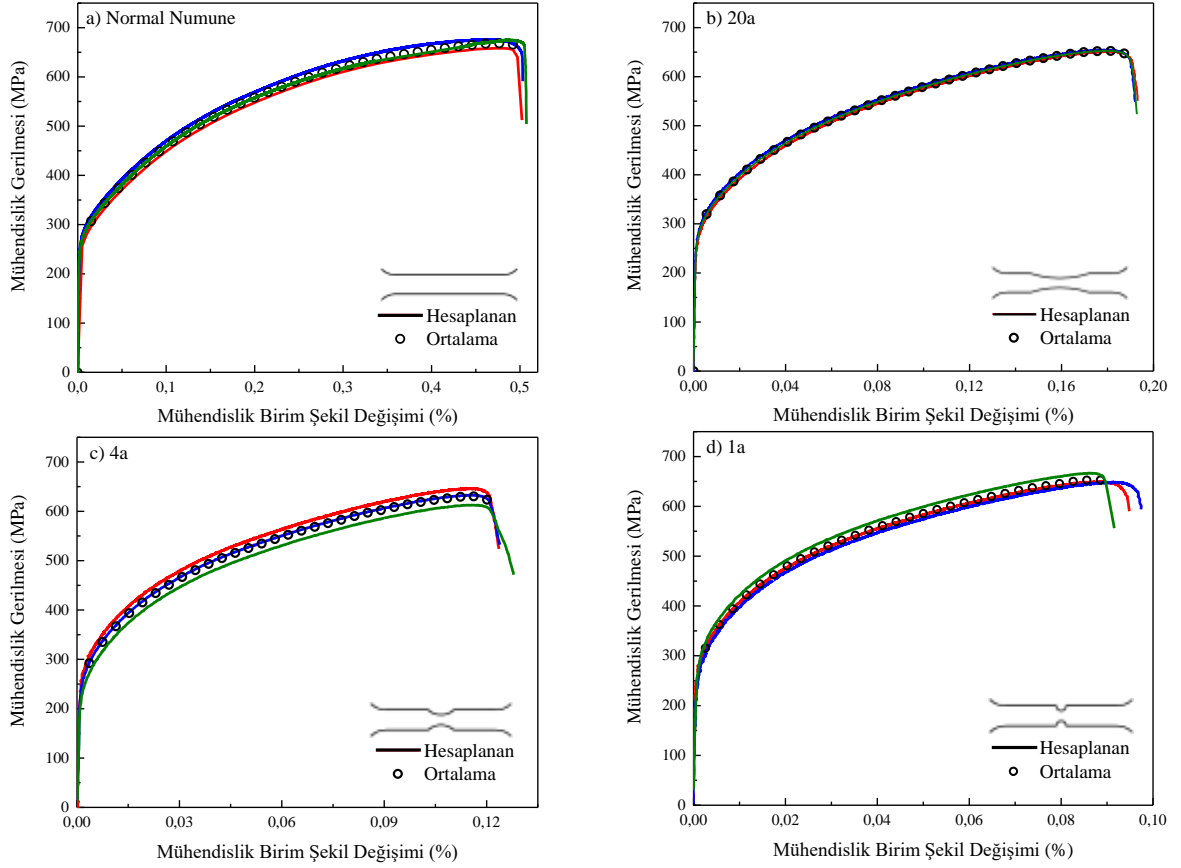 a) Normal Numune
700
600
500
400
300
200
100
0
0,0 0,1 0,2 0,3 0,4 0,5
Mühendislik Gerilmesi (MPa)
Mühendislik Birim Şekil Değişimi (%)
Hesaplanan
Ortalama
b) 20a
700
600
500
400
300
200
100
0
0,00 0,04 0,08 0,12 0,16 0,20
Mühendislik Gerilmesi (MPa)
Mühendislik Birim Şekil Değişimi (%)
Hesaplanan
Ortalama
c) 4a
700
600
500
400
300
200
100
0
0,00 0,03 0,06 0,09 0,12
Mühendislik Gerilmesi (MPa)
Mühendislik Birim Şekil Değişimi (%)
Hesaplanan
Ortalama
d) 1a
700
600
500
400
300
200
100
0
0,00 0,02 0,04 0,06 0,08 0,10
Mühendislik Gerilmesi (MPa)
Mühendislik Birim Şekil Değişimi (%)
Hesaplanan
Ortalama